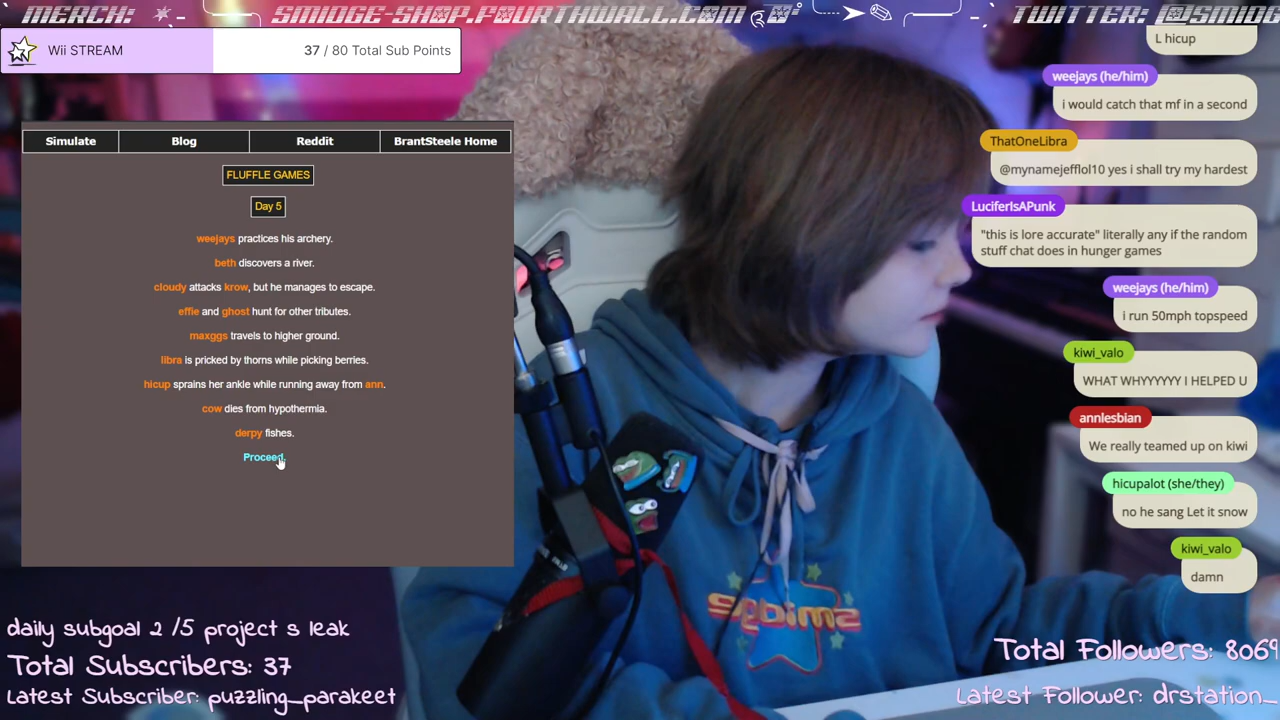 MERCH:
SMIDGE-SHOP.FOURTHWALL.COM
TWITTER: @SMIDG
Wii STREAM
37 / 80 Total Sub Points
Simulate
Blog
Reddit
BrantSteele Home
FLUFFLE GAMES
Day 5
weejays practices his archery.
beth discovers a river.
cloudy attacks krow, but he manages to escape.
effie and ghost hunt for other tributes.
maxggs travels to higher ground.
libra is pricked by thorns while picking berries.
hicup sprains her ankle while running away from ann.
cow dies from hypothermia.
derpy fishes.
Proceed.
L hicup
weejays (he/him)
i would catch that mf in a second
ThatOneLibra
@mynamejefflol10 yes i shall try my hardest
LuciferIsAPunk
"this is lore accurate" literally any if the random
stuff chat does in hunger games
weejays (he/him)
i run 50mph topspeed
kiwi_valo
WHAT WHYYYYYY I HELPED U
annlesbian
We really teamed up on kiwi
hicupalot (she/they)
no he sang Let it snow
kiwi_valo
damn
daily subgoal 2 /5 project s leak
Total Subscribers: 37
Latest Subscriber: puzzling_parakeet
Total Followers: 8069
Latest Follower: drstation_